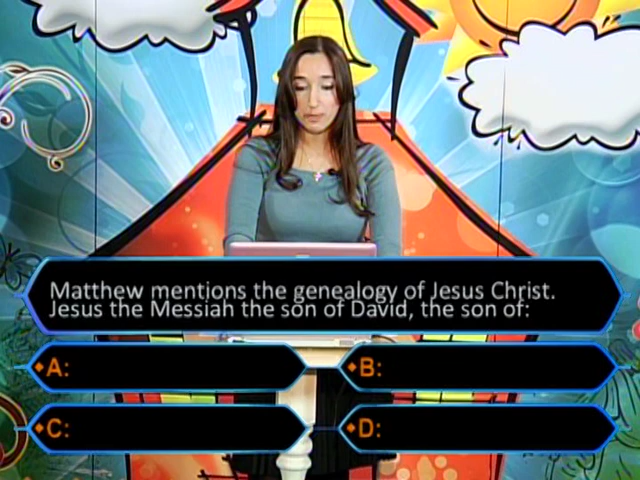 Matthew mentions the genealogy of Jesus Christ.
Jesus the Messiah the son of David, the son of:
A:
B:
C:
D: